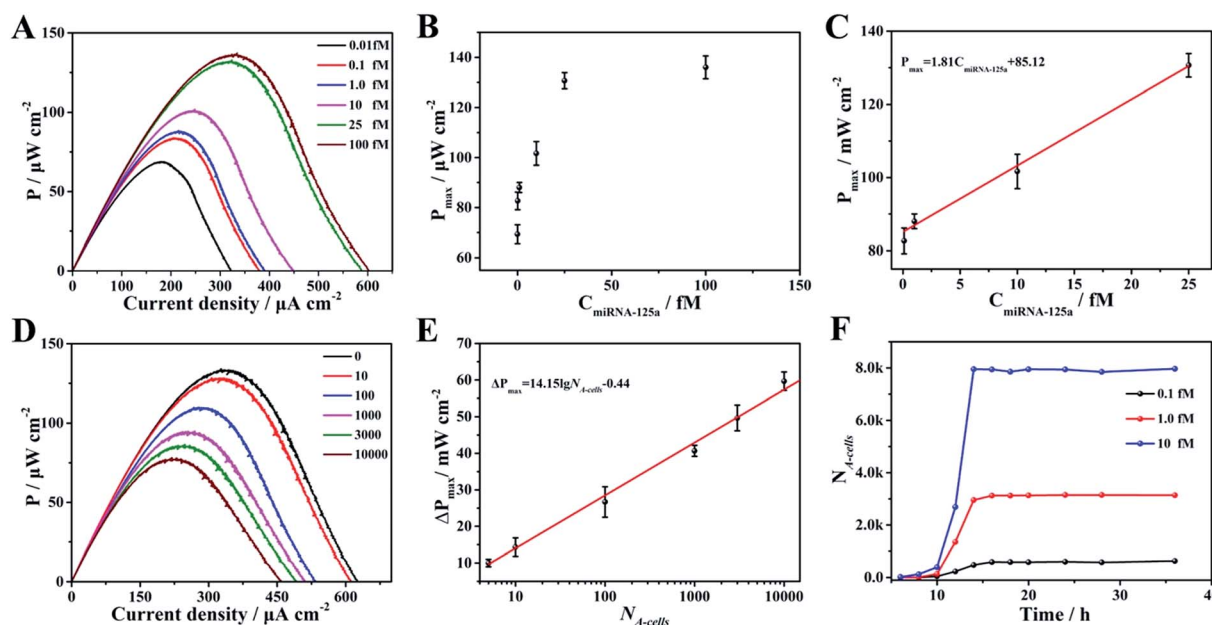 A
P / μW cm-2
150
100
50
0
0 100 200 300 400 500 600
Current density / μA cm-2
0.01fM
0.1 fM
1.0 fM
10 fM
25 fM
100 fM
B
Pmax / μW cm-2
140
120
100
80
60
0 50 100 150
CmiRNA-125a / fM
C
Pmax / mW cm-2
Pmax=1.81CmiRNA-125a+85.12
140
120
100
80
0 5 10 15 20 25
CmiRNA-125a / fM
D
P / μW cm-2
150
100
50
0
0 150 300 450 600
Current density / μA cm-2
0
10
100
1000
3000
10000
E
ΔPmax/ mW cm-2
ΔPmax=14.15lgNA-cells-0.44
70
60
50
40
30
20
10
10 100 1000 10000
NA-cells
F
NA-cells
8.0k
6.0k
4.0k
2.0k
0.0
10 20 30 4
Time / h
0.1 fM
1.0 fM
10 fM